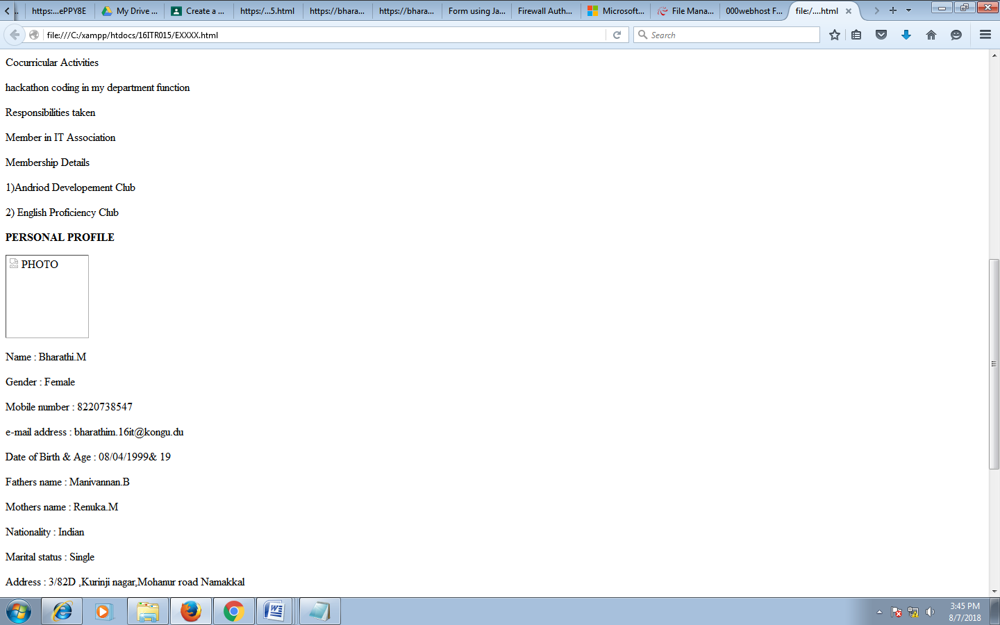 https:...ePPY8E
My Drive ...
Create a ...
https:/...5.html
https://bhara...
https://bhara...
Form using Ja...
Firewall Auth...
Microsoft...
File Mana...
000webhost F...
file:/....html
file:///C:/xampp/htdocs/16ITR015/EXXXX.html
Search
Cocurricular Activities
hackathon coding in my department function
Responsibilities taken
Member in IT Association
Membership Details
1)Andriod Developement Club
2) English Proficiency Club
PERSONAL PROFILE
PHOTO
Name : Bharathi.M
Gender : Female
Mobile number : 8220738547
e-mail address : bharathim.16it@kongu.du
Date of Birth & Age : 08/04/1999& 19
Fathers name : Manivannan.B
Mothers name : Renuka.M
Nationality : Indian
Marital status : Single
Address : 3/82D ,Kurinji nagar,Mohanur road Namakkal
3:45 PM
8/7/2018